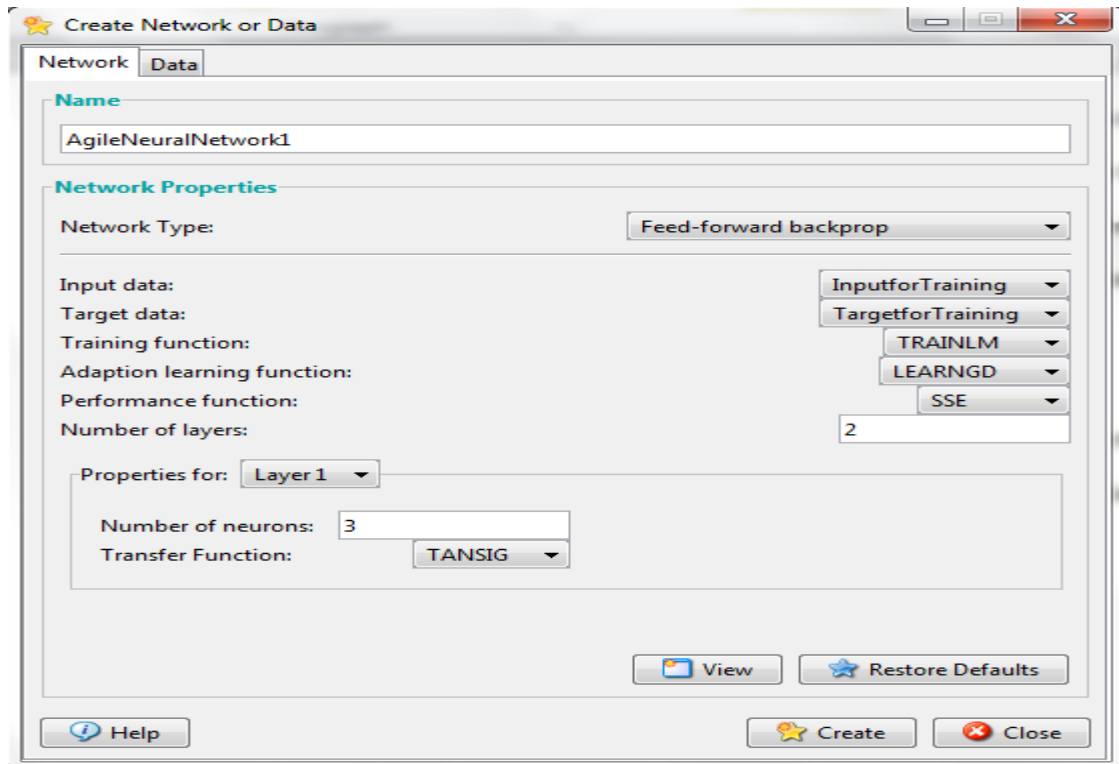 Create Network or Data
Network Data
Name
AgileNeuralNetwork1
Network Properties
Network Type: Feed-forward backprop
Input data: InputforTraining
Target data: TargetforTraining
Training function: TRAINLM
Adaption learning function: LEARNGD
Performance function: SSE
Number of layers: 2
Properties for: Layer 1
Number of neurons: 3
Transfer Function: TANSIG
View Restore Defaults
Help Create Close